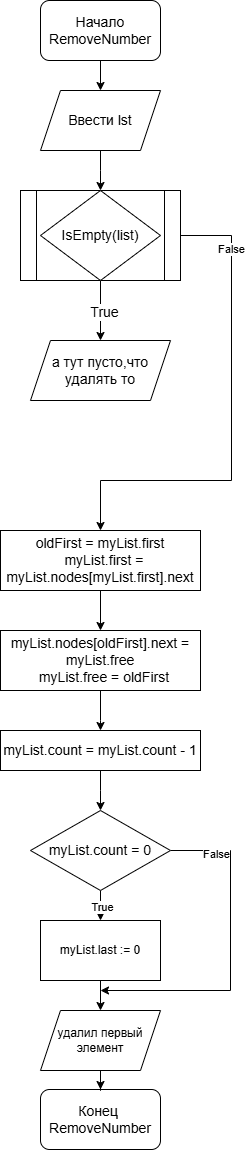 Начало
RemoveNumber
Ввести lst
IsEmpty(list)
False
True
а тут пусто,что
удалять то
oldFirst = myList.first
myList.first =
myList.nodes[myList.first].next
myList.nodes[oldFirst].next =
myList.free
myList.free = oldFirst
myList.count = myList.count - 1
myList.count = 0
False
True
myList.last := 0
удалил первый
элемент
Конец
RemoveNumber